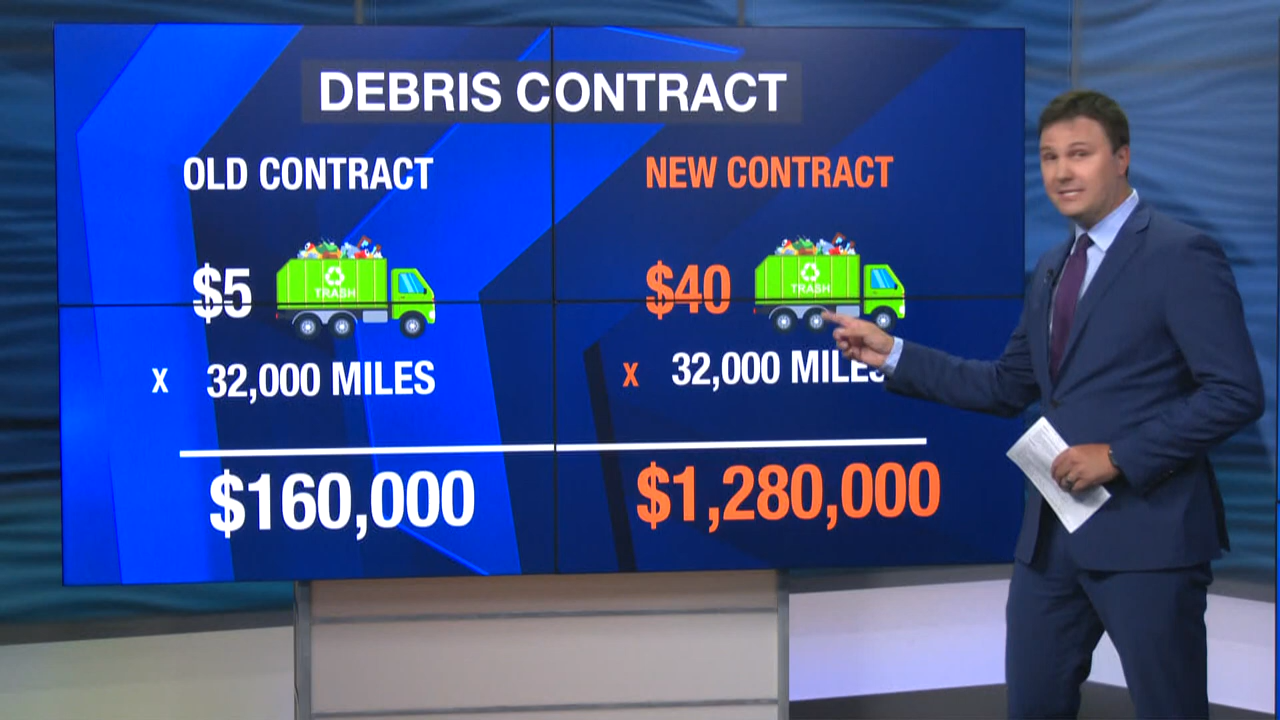 DEBRIS CONTRACT
OLD CONTRACT
$5
TRASH
X 32,000 MILES
$160,000
NEW CONTRACT
$40
TRASH
X 32,000 MILES
$1,280,000